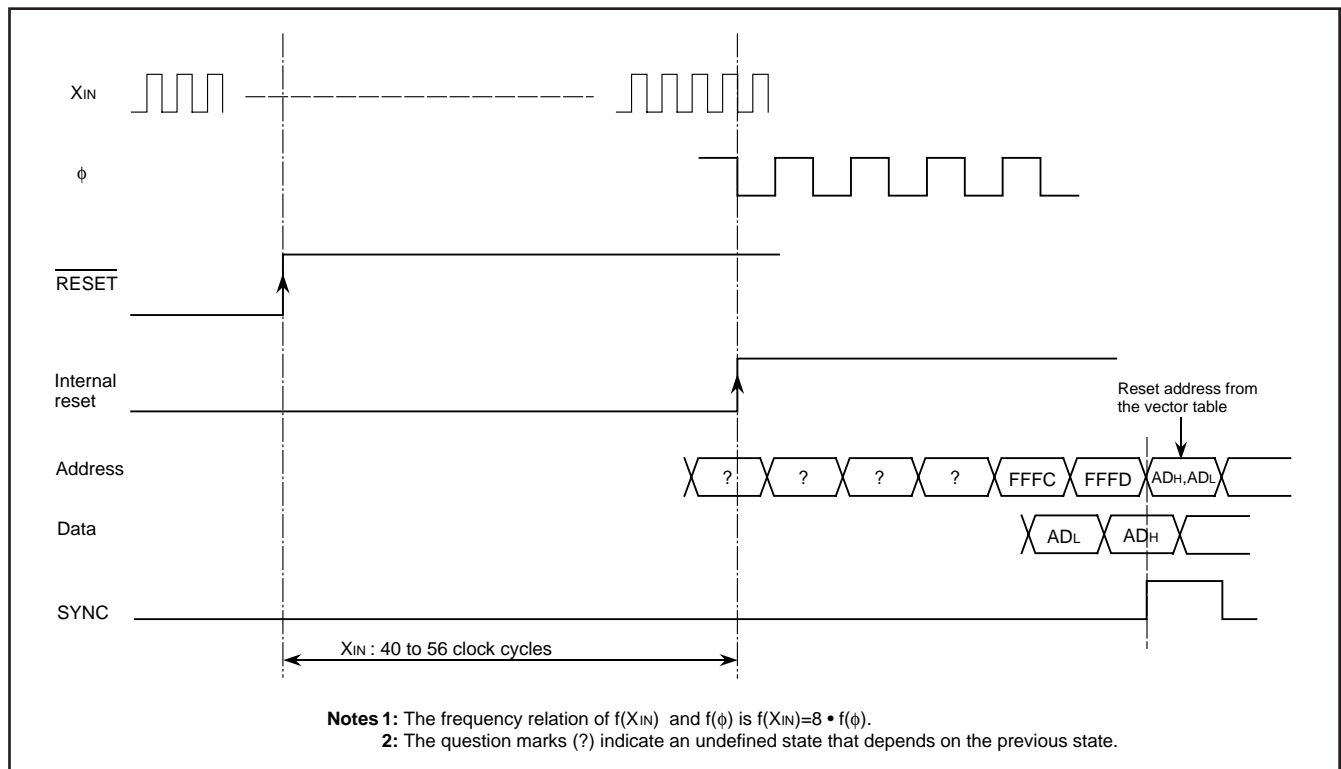 XIN
ϕ
RESET
Internal
reset
Reset address from
the vector table
Address
? ? ? ? FFFC FFFD ADH,ADL
Data
ADL ADH
SYNC
XIN : 40 to 56 clock cycles
Notes 1: The frequency relation of f(XIN) and f(ϕ) is f(XIN)=8 • f(ϕ).
2: The question marks (?) indicate an undefined state that depends on the previous state.